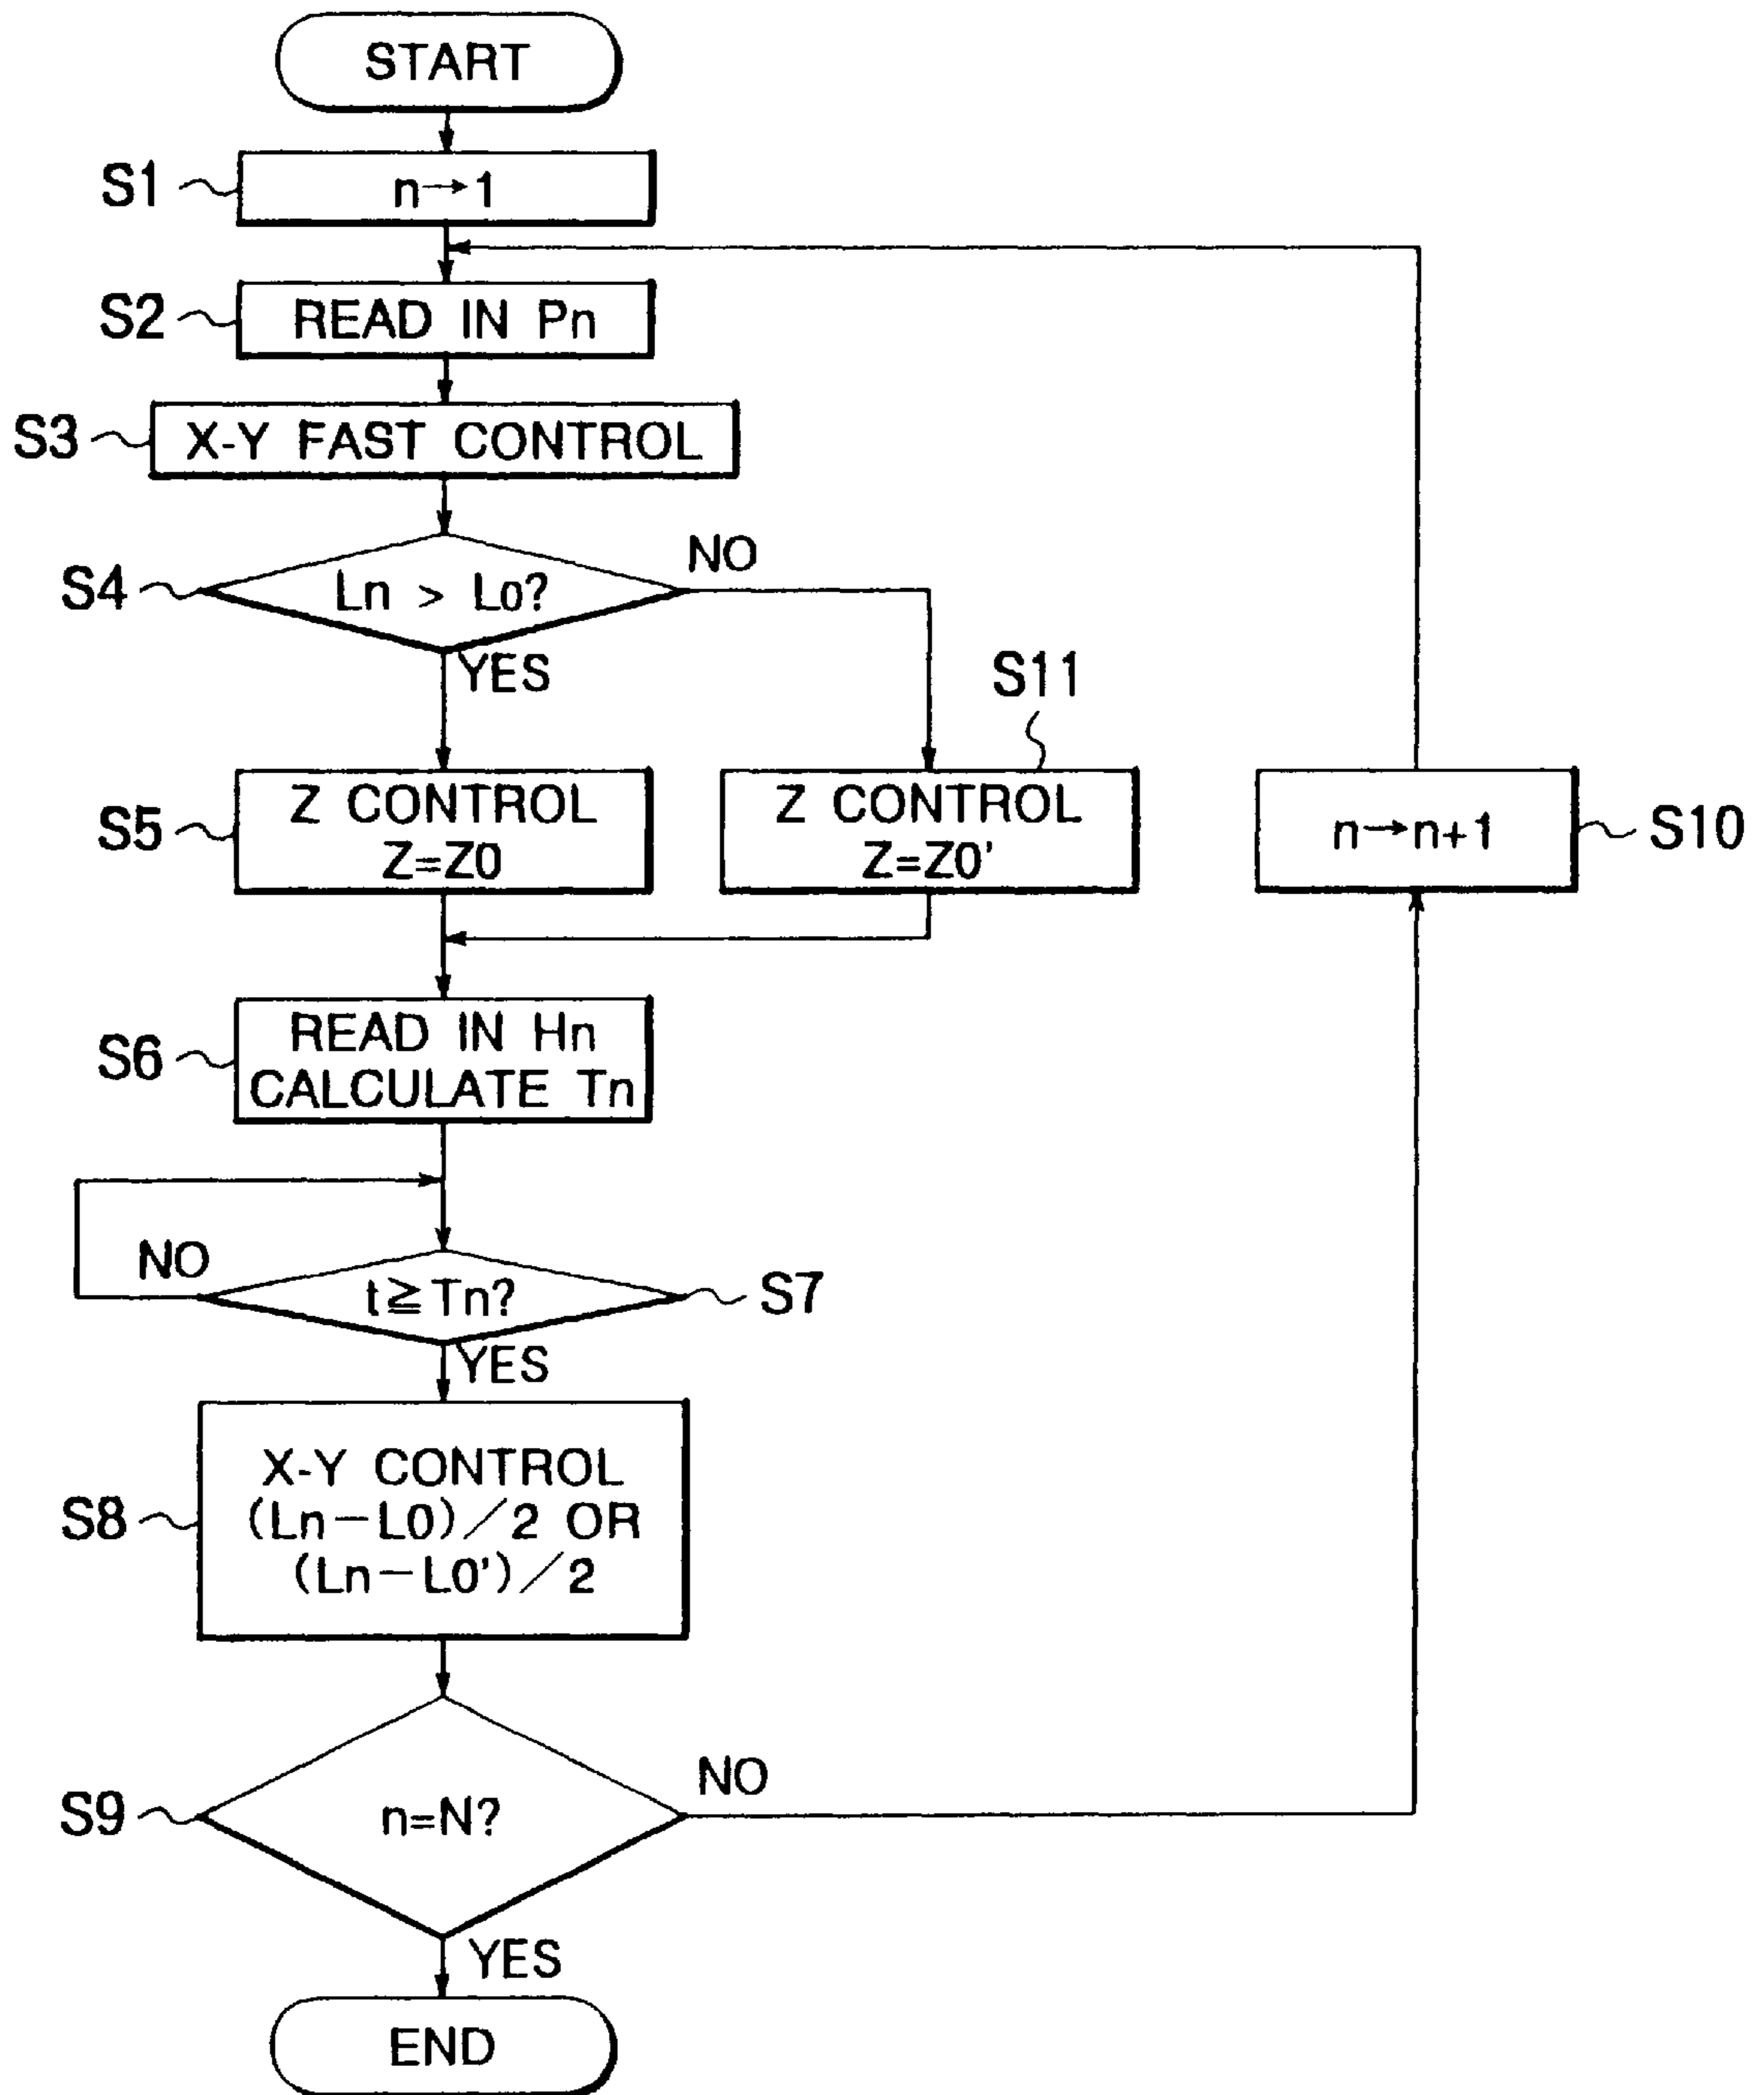 START
S1
n→1
S2
READ IN Pn
S3
X-Y FAST CONTROL
S4
Ln > L0?
NO
YES
S11
S5
Z CONTROL
Z=Z0
Z CONTROL
Z=Z0'
n→n+1
S10
S6
READ IN Hn
CALCULATE Tn
NO
t≧Tn?
S7
YES
S8
X-Y CONTROL
(Ln−L0)/2 OR
(Ln−L0')/2
S9
n=N?
NO
YES
END